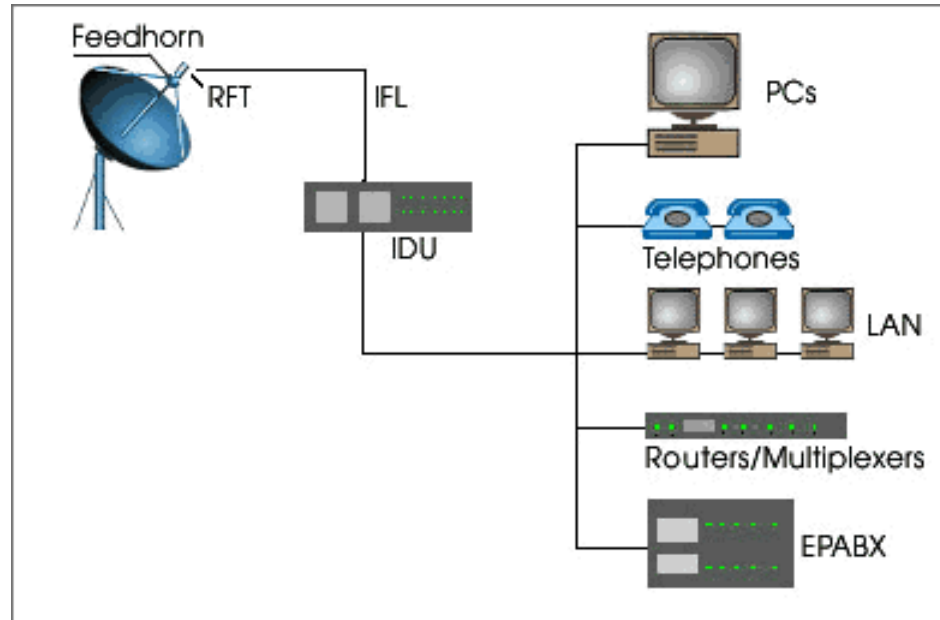 Feedhorn
RFT
IFL
PCs
IDU
Telephones
LAN
Routers/Multiplexers
EPABX